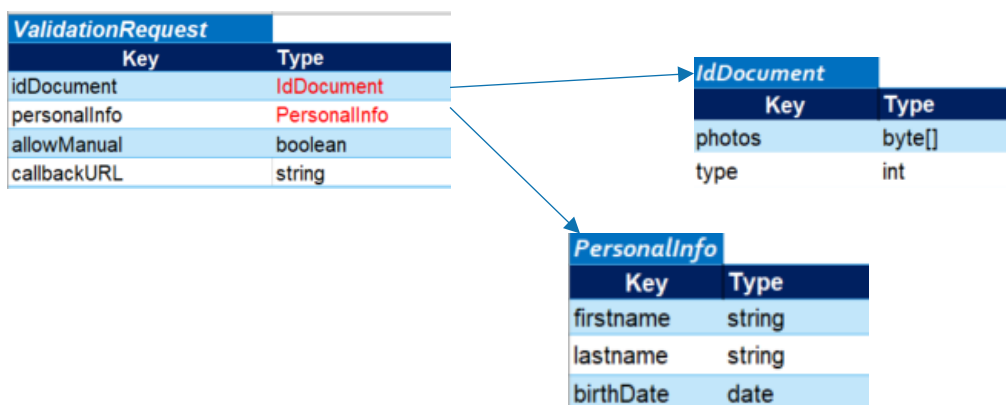 ValidationRequest
Key Type
idDocument IdDocument
personalInfo PersonalInfo
allowManual boolean
callbackURL string
IdDocument
Key Type
photos byte[]
type int
PersonalInfo
Key Type
firstname string
lastname string
birthDate date